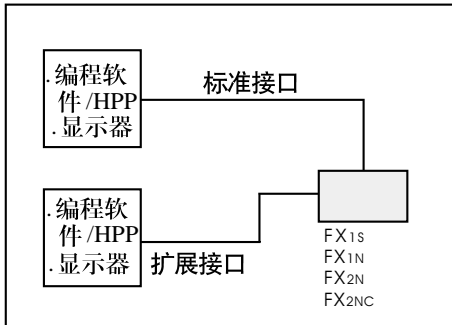 .编程软
件/HPP
.显示器
标准接口
.编程软
件/HPP
.显示器
扩展接口
FX1S
FX1N
FX2N
FX2NC